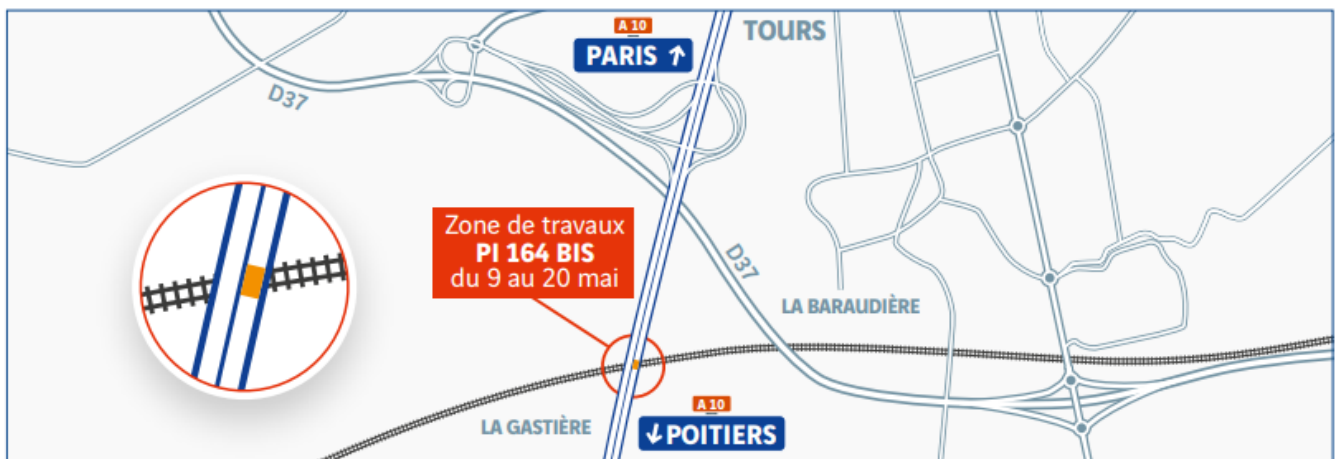 A 10
PARIS ↑
TOURS
D37
Zone de travaux
PI 164 BIS
du 9 au 20 mai
D37
LA BARAUDIÈRE
A 10
LA GASTIÈRE
↓ POITIERS